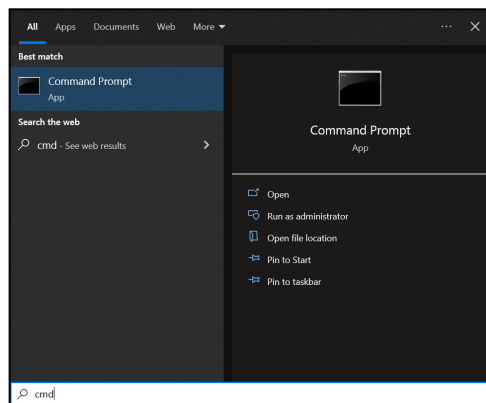 All Apps Documents Web More
Best match
Command Prompt
App
Search the web
cmd - See web results
Command Prompt
App
Open
Run as administrator
Open file location
Pin to Start
Pin to taskbar
cmd